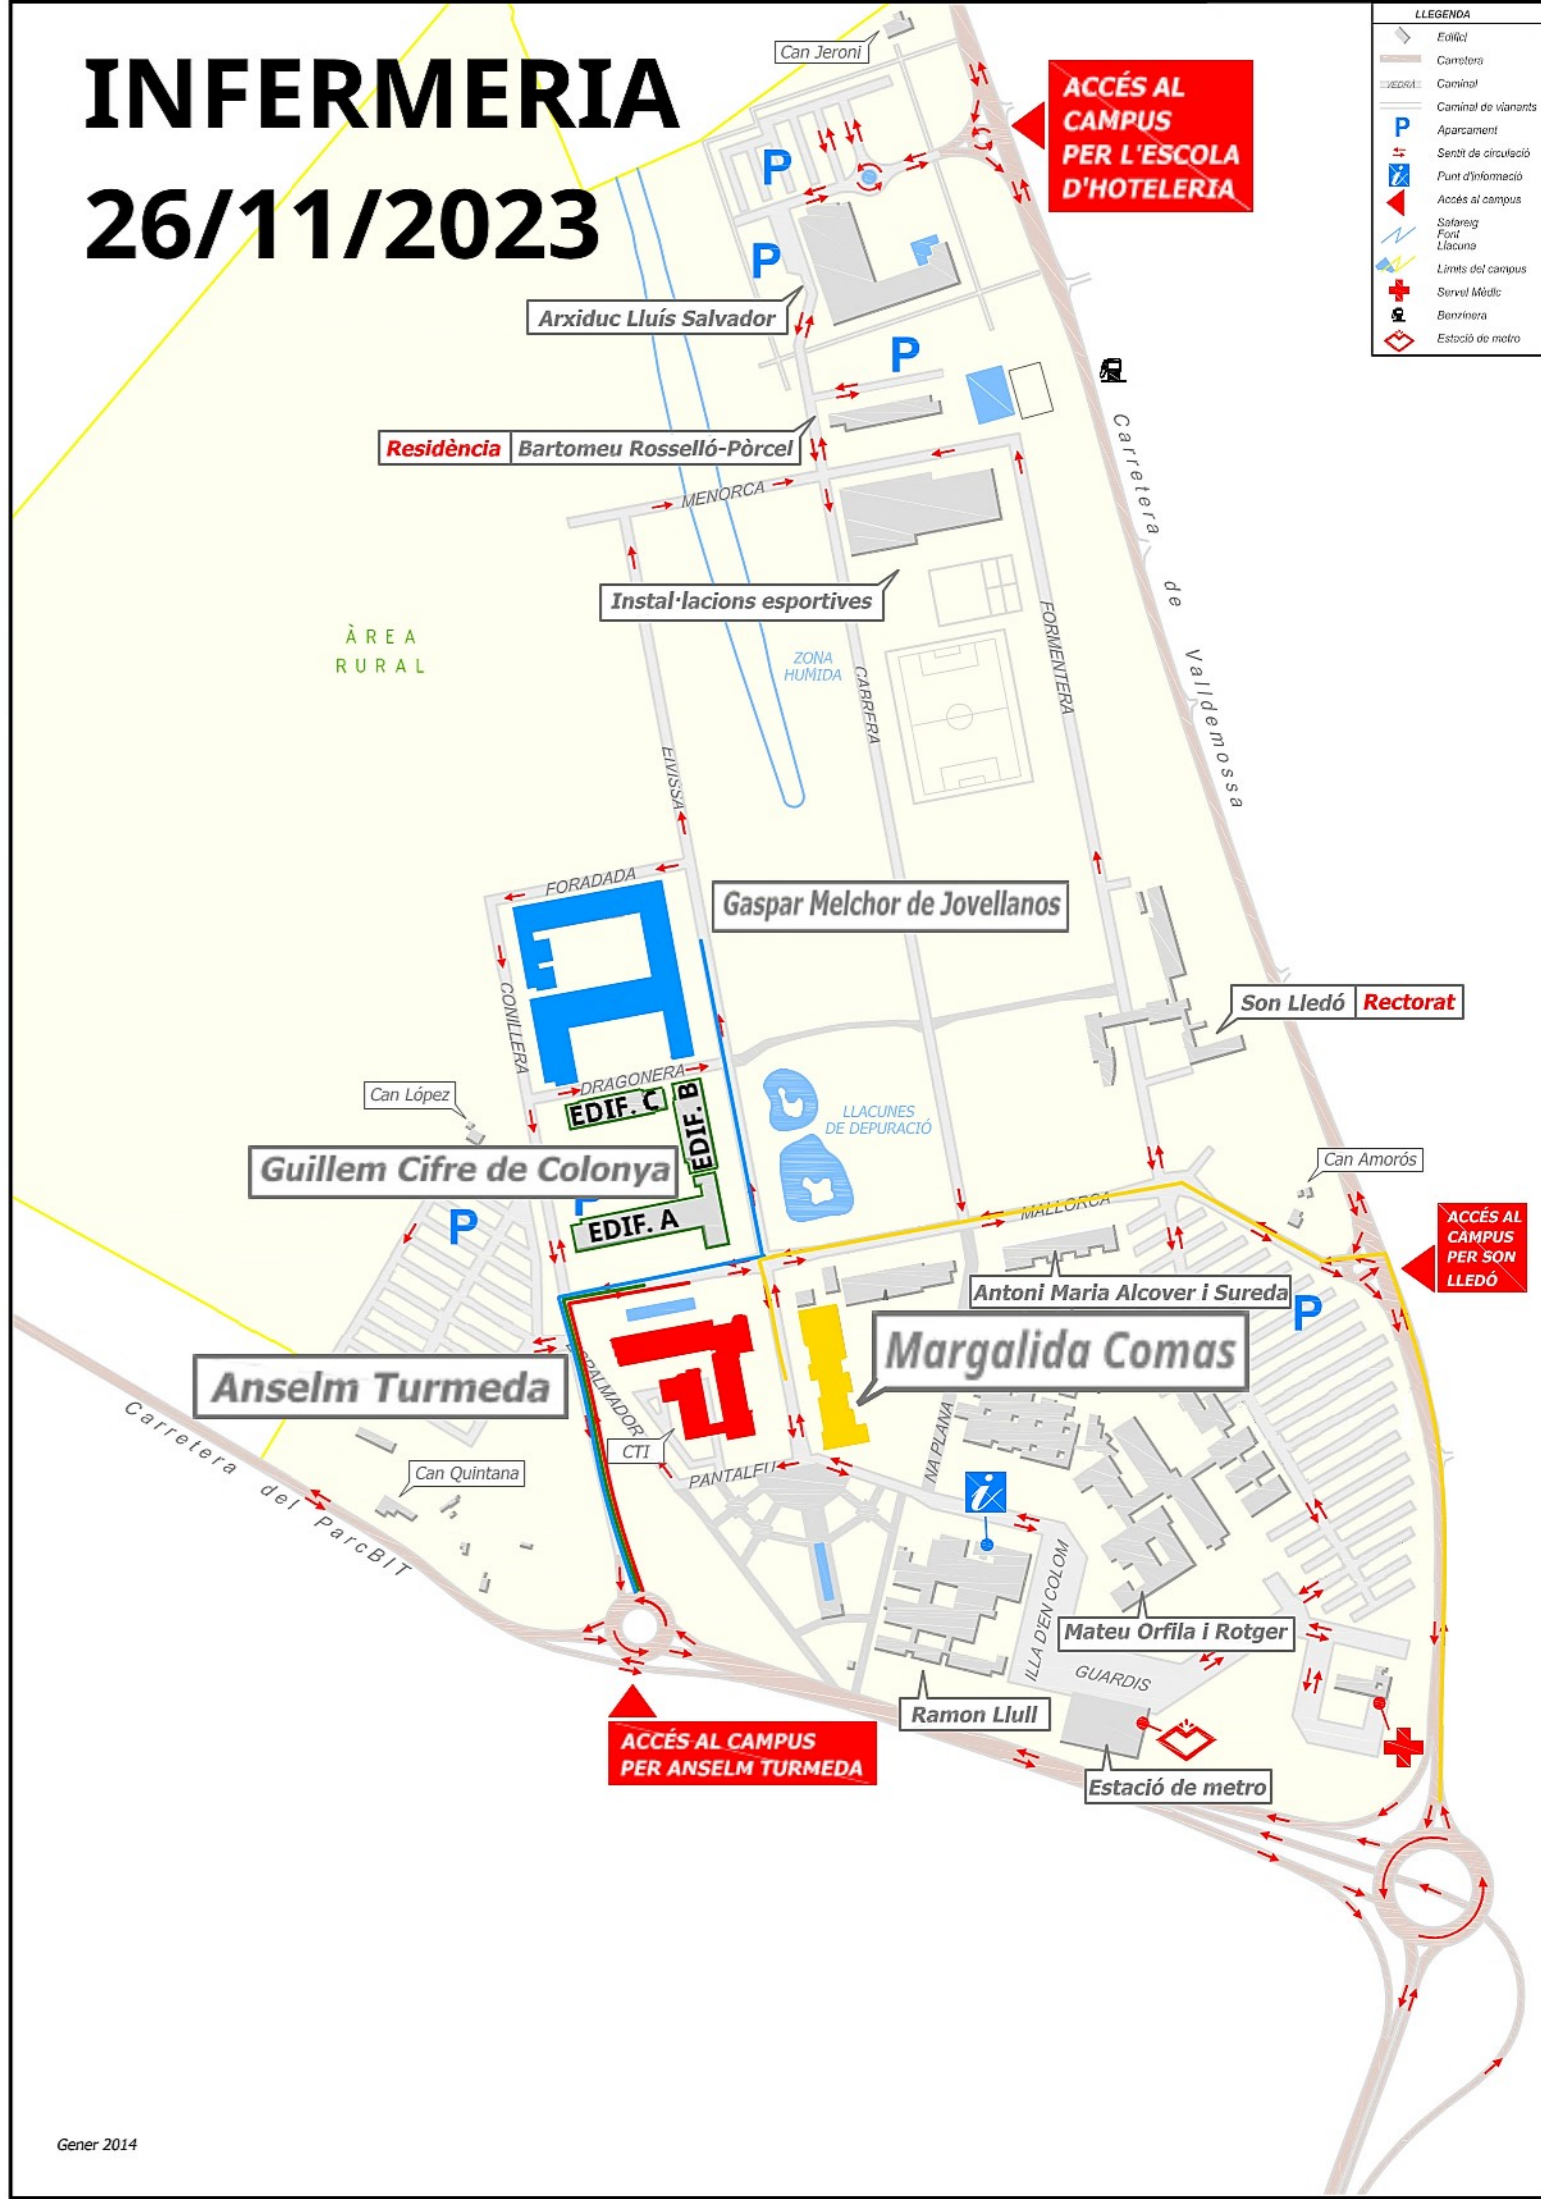 INFERMERIA
26/11/2023
Can Jeroni
ACCÉS AL
CAMPUS
PER L'ESCOLA
D'HOTELERIA
LLEGENDA
Edifici
Carretera
VEDRÀ
Caminal
Caminal de vianants
P
Aparcament
Sentit de circulació
i
Punt d'informació
Accés al campus
Safareig
Font
Llacuna
Límits del campus
Servei Mèdic
Benzinera
Estació de metro
P
P
Arxiduc Lluís Salvador
P
Residència
Bartomeu Rosselló-Pòrcel
MENORCA
Carretera de Valldemossa
Instal·lacions esportives
ÀREA
RURAL
ZONA
HUMIDA
CABRERA
FORMENTERA
EIVISSA
FORADADA
Gaspar Melchor de Jovellanos
CONILLERA
Son Lledó
Rectorat
DRAGONERA
Can López
EDIF. C
EDIF. B
LLACUNES
DE DEPURACIÓ
Guillem Cifre de Colonya
Can Amorós
P
P
EDIF. A
MALLORCA
ACCÉS AL
CAMPUS
PER SON
LLEDÓ
Antoni Maria Alcover i Sureda
P
Margalida Comas
Anselm Turmeda
ESPALMADOR
CTI
NA PLANA
Carretera del ParcBIT
Can Quintana
PANTALEU
i
ILLA D'EN COLOM
Mateu Orfila i Rotger
GUARDIS
Ramon Llull
ACCÉS AL CAMPUS
PER ANSELM TURMEDA
Estació de metro
Gener 2014